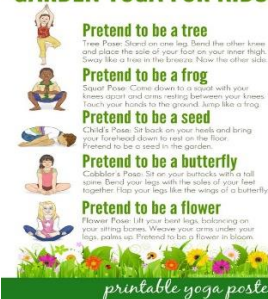 GARDEN YOGA FOR KIDS
Pretend to be a tree
Tree Pose: Stand on one leg. Bend the other knee
and place the sole of your foot on your inner thigh.
Sway like a tree in the breeze. Now the other side.
Pretend to be a frog
Squat Pose: Come down to a squat with your
knees apart and arms resting between your knees.
Touch your hands to the ground. Jump like a frog.
Pretend to be a seed
Child's Pose: Sit back on your heels and bring
your forehead down to rest on the floor.
Pretend to be a seed in the garden.
Pretend to be a butterfly
Cobbler's Pose: Sit on your buttocks with a tall
spine. Bend your legs with the soles of your feet
together. Flap your legs like the wings of a butterfly
Pretend to be a flower
Flower Pose: Lift your bent legs, balancing on
your sitting bones. Weave your arms under your
legs, palms up. Pretend to be a flower in bloom.
printable yoga poste